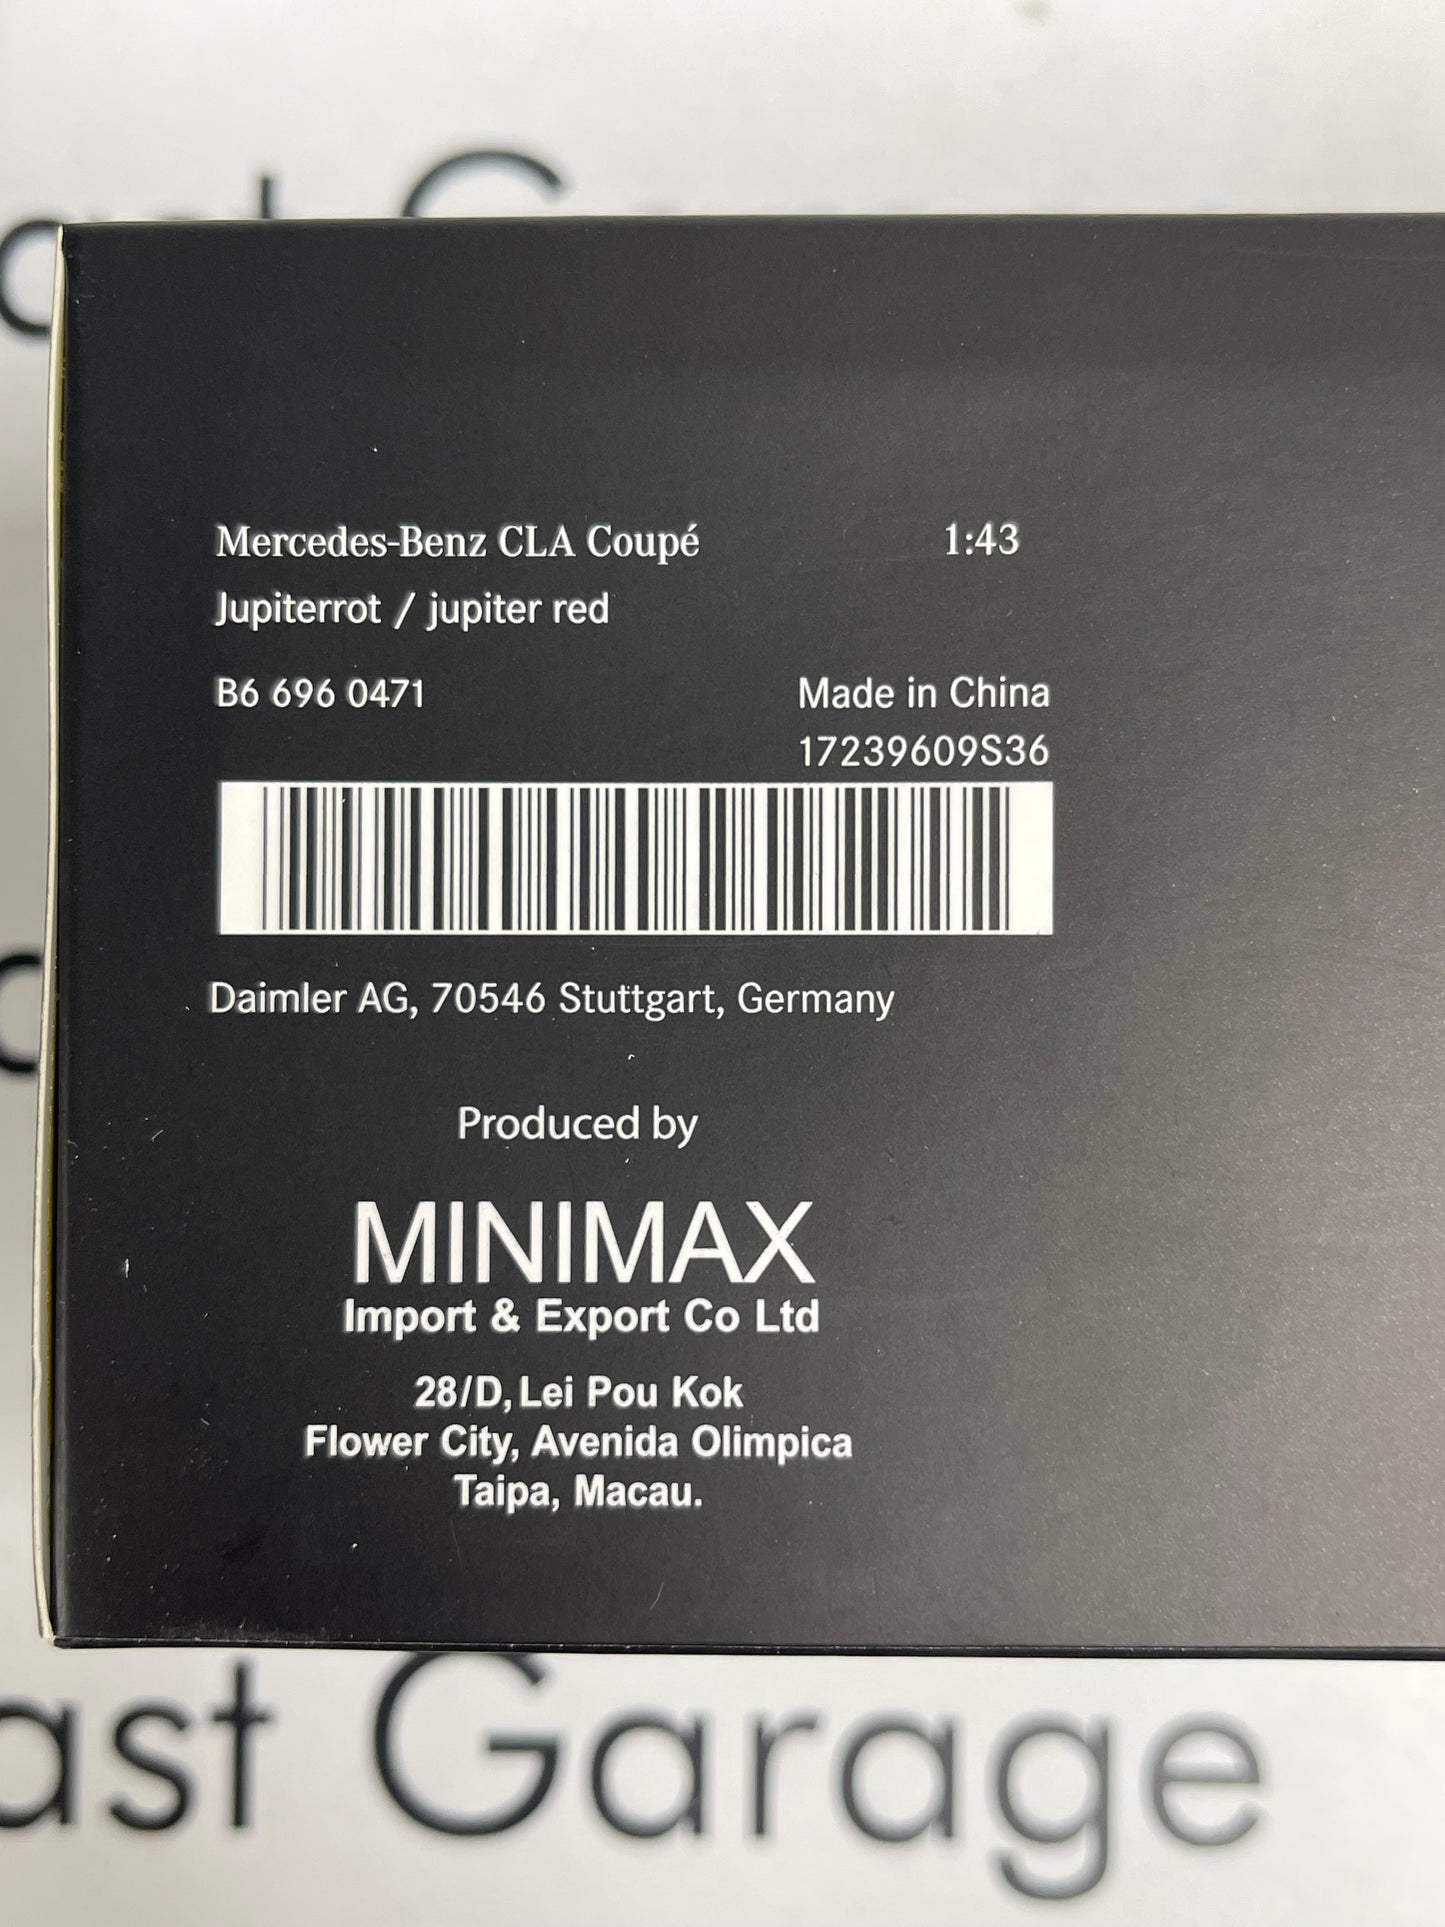 Mercedes-Benz CLA Coupé 1:43
Jupiterrot / jupiter red
B6 696 0471 Made in China
17239609S36
Daimler AG, 70546 Stuttgart, Germany
Produced by
MINIMAX
Import & Export Co Ltd
28/D, Lei Pou Kok
Flower City, Avenida Olimpica
Taipa, Macau.
ast Garage